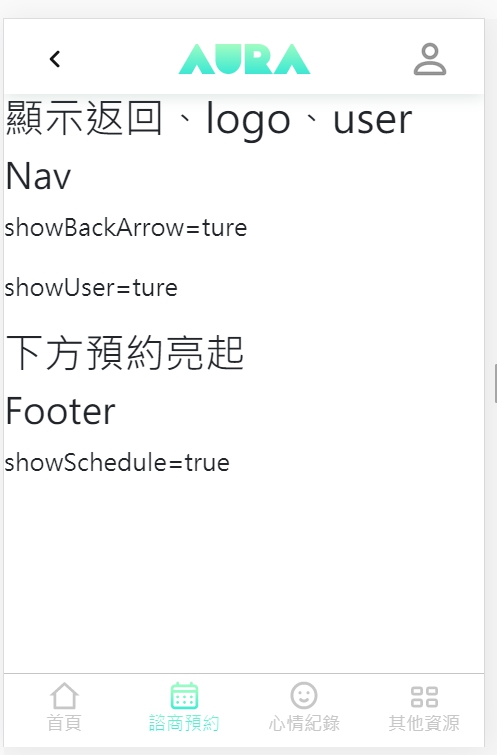 AURA
顯示返回、logo、user
Nav
showBackArrow=ture
showUser=ture
下方預約亮起
Footer
showSchedule=true
首頁 諮商預約 心情紀錄 其他資源